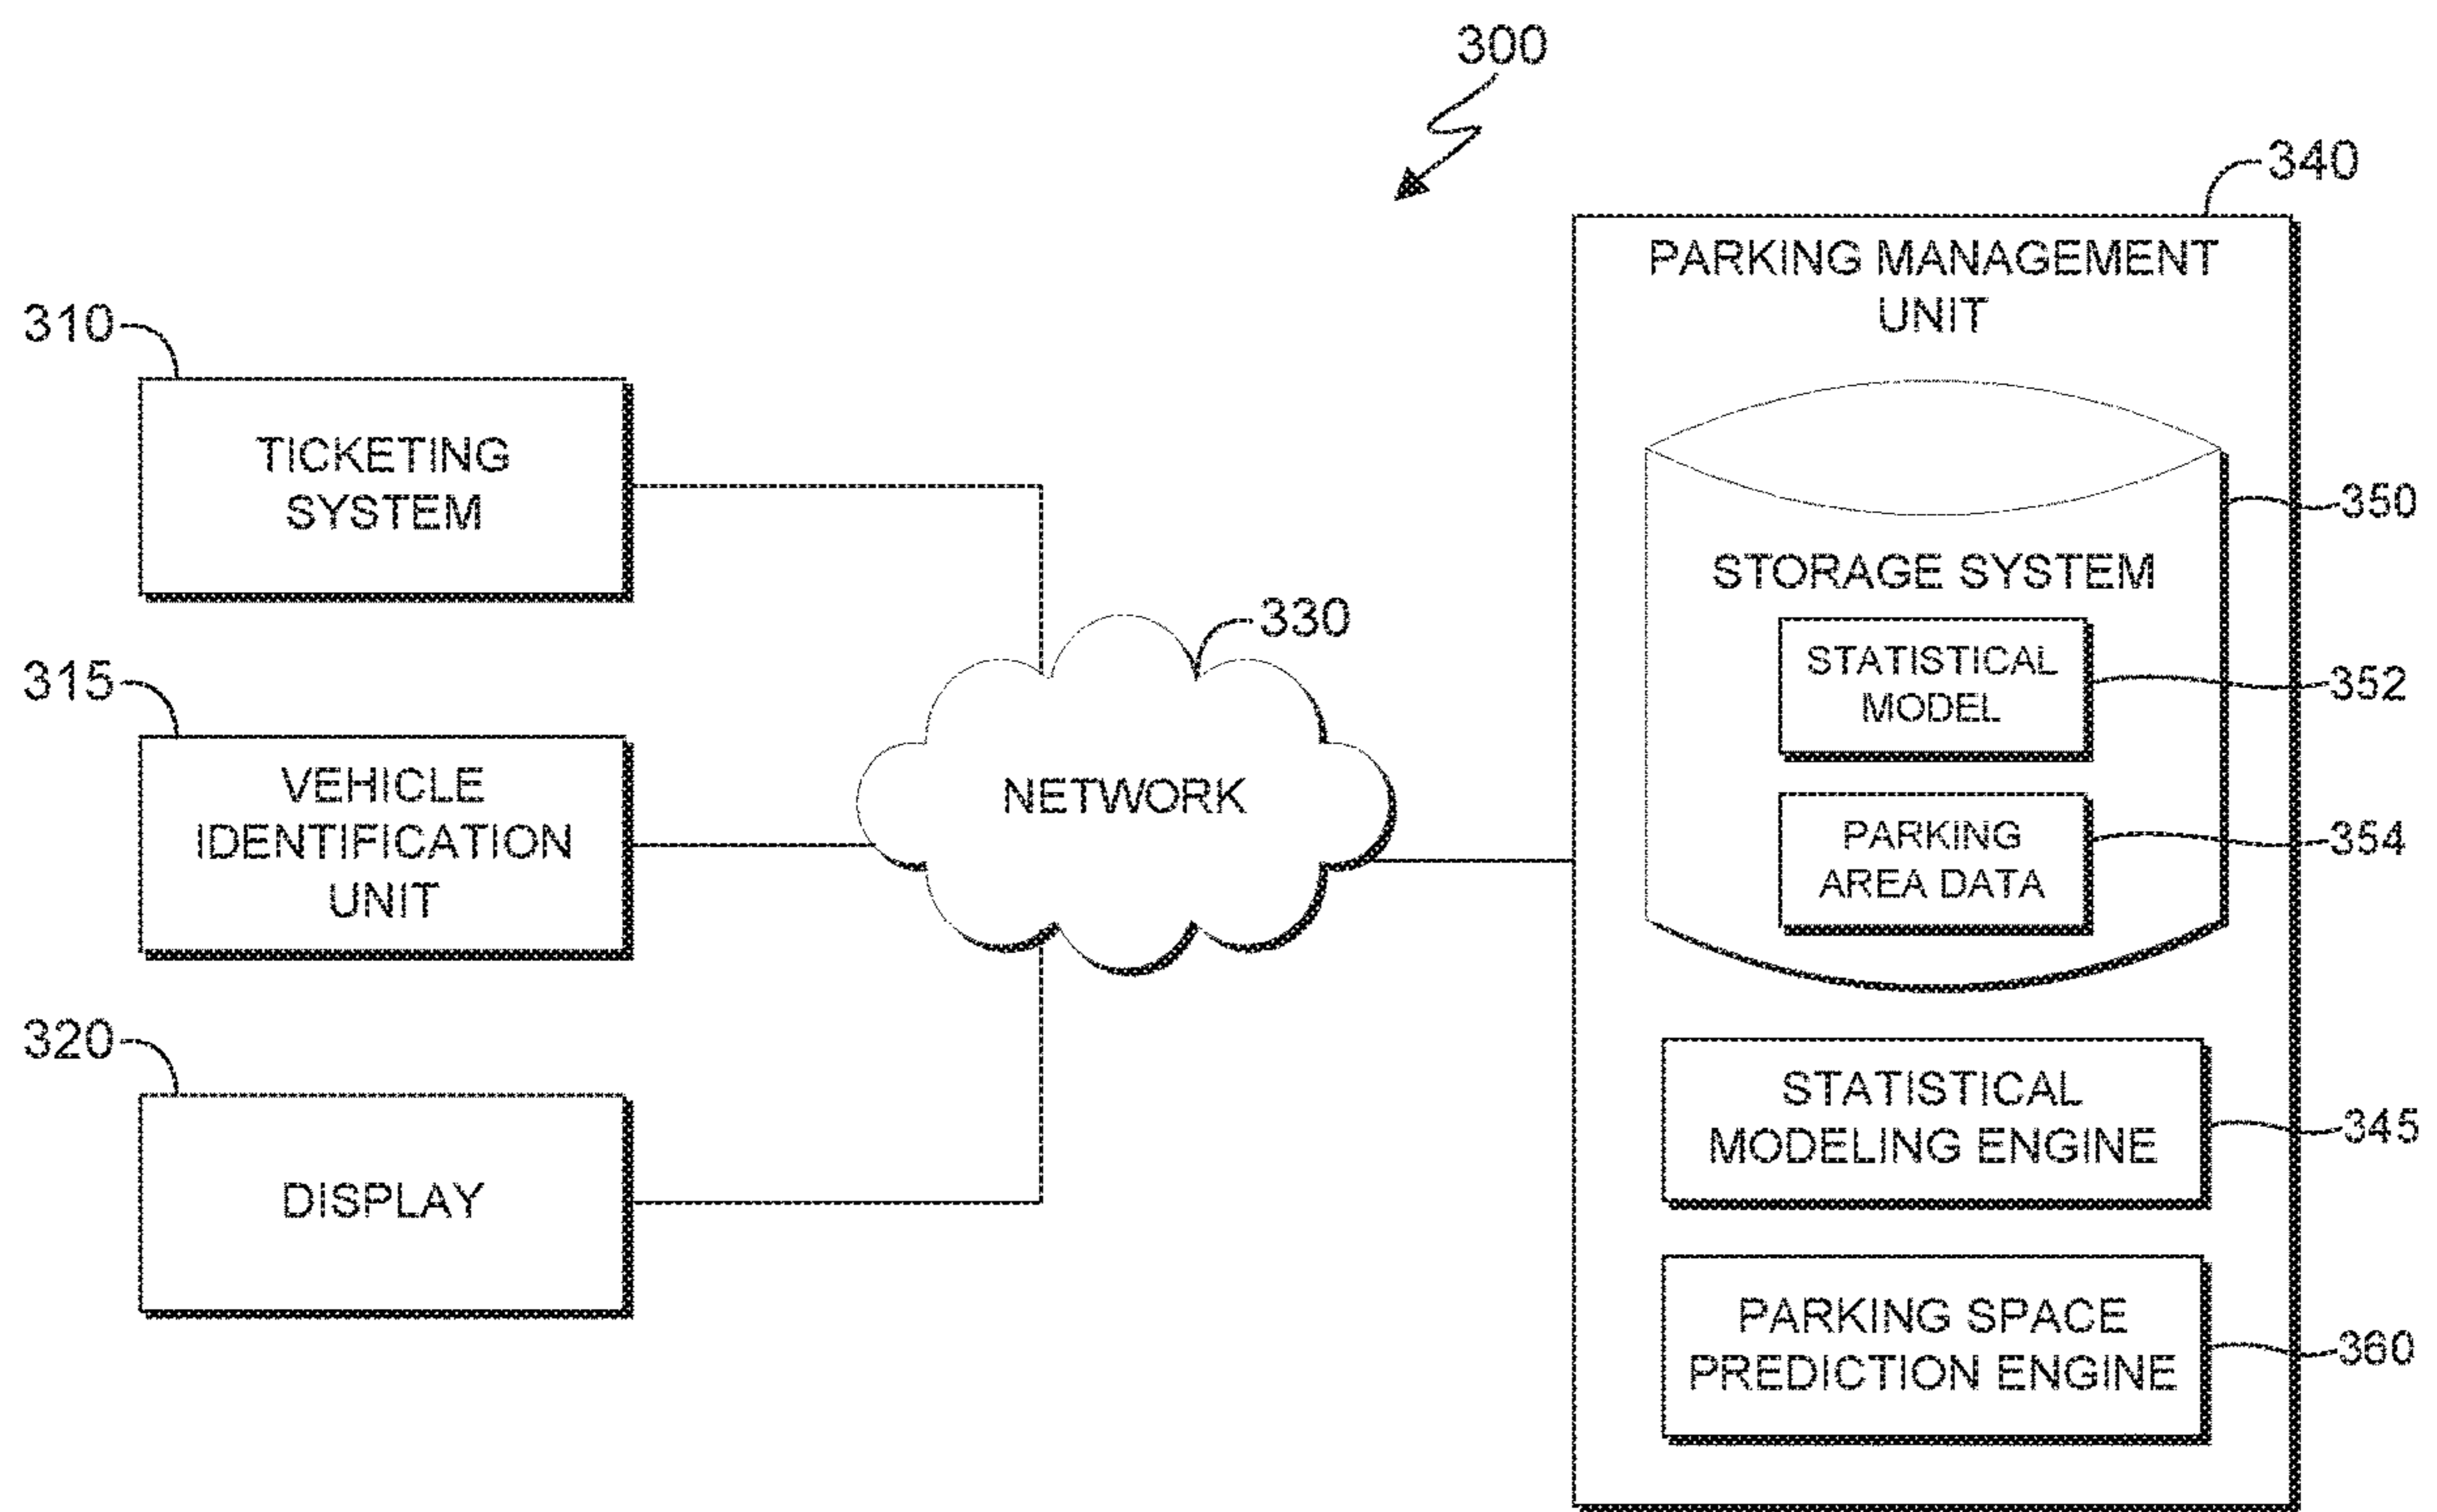 300
340
PARKING MANAGEMENT
UNIT
310
TICKETING
SYSTEM
350
STORAGE SYSTEM
330
STATISTICAL
MODEL
352
315
VEHICLE
IDENTIFICATION
UNIT
NETWORK
PARKING
AREA DATA
354
320
DISPLAY
STATISTICAL
MODELING ENGINE
345
PARKING SPACE
PREDICTION ENGINE
360